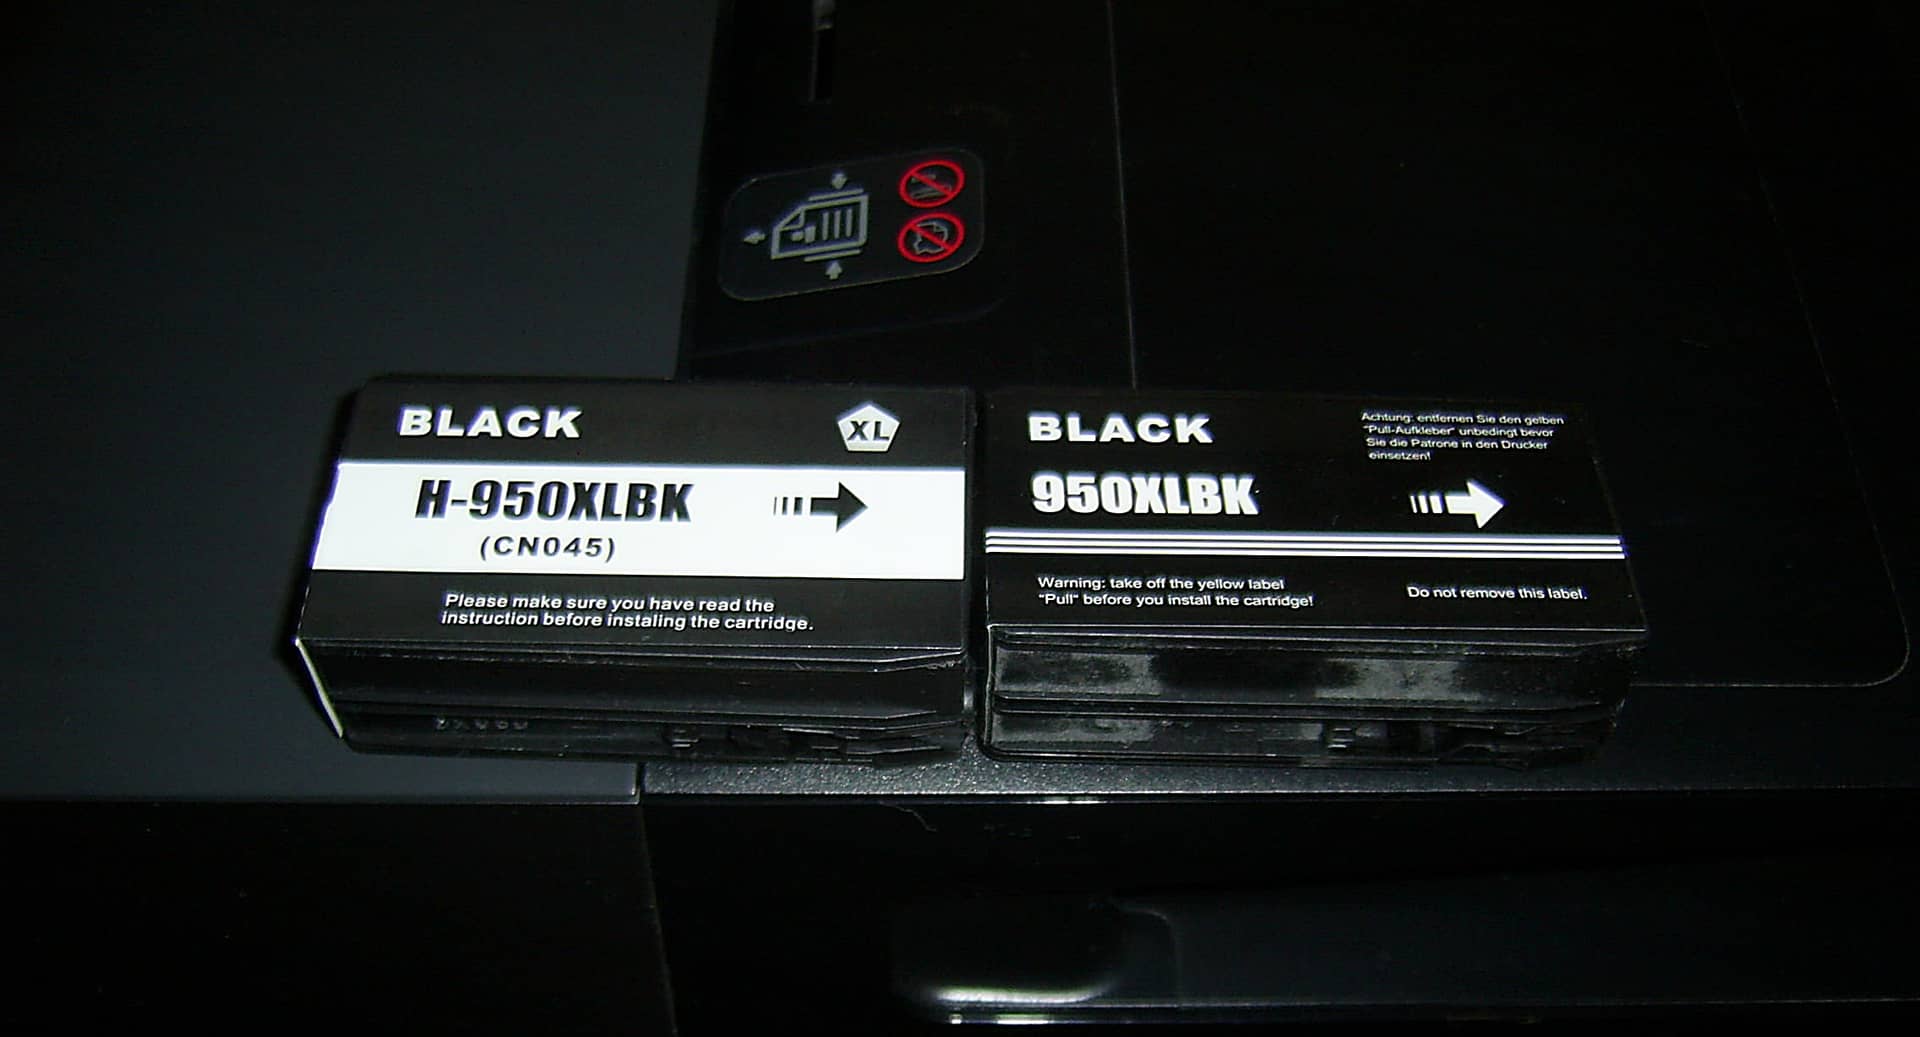 BLACK
XL
H-950XLBK
(CN045)
Please make sure you have read the
instruction before instaling the cartridge.
BLACK
Achtung: entfernen Sie den gelben
"Pull-Aufkleber" unbedingt bevor
Sie die Patrone in den Drucker
einsetzen!
950XLBK
Warning: take off the yellow label
"Pull" before you install the cartridge!
Do not remove this label.